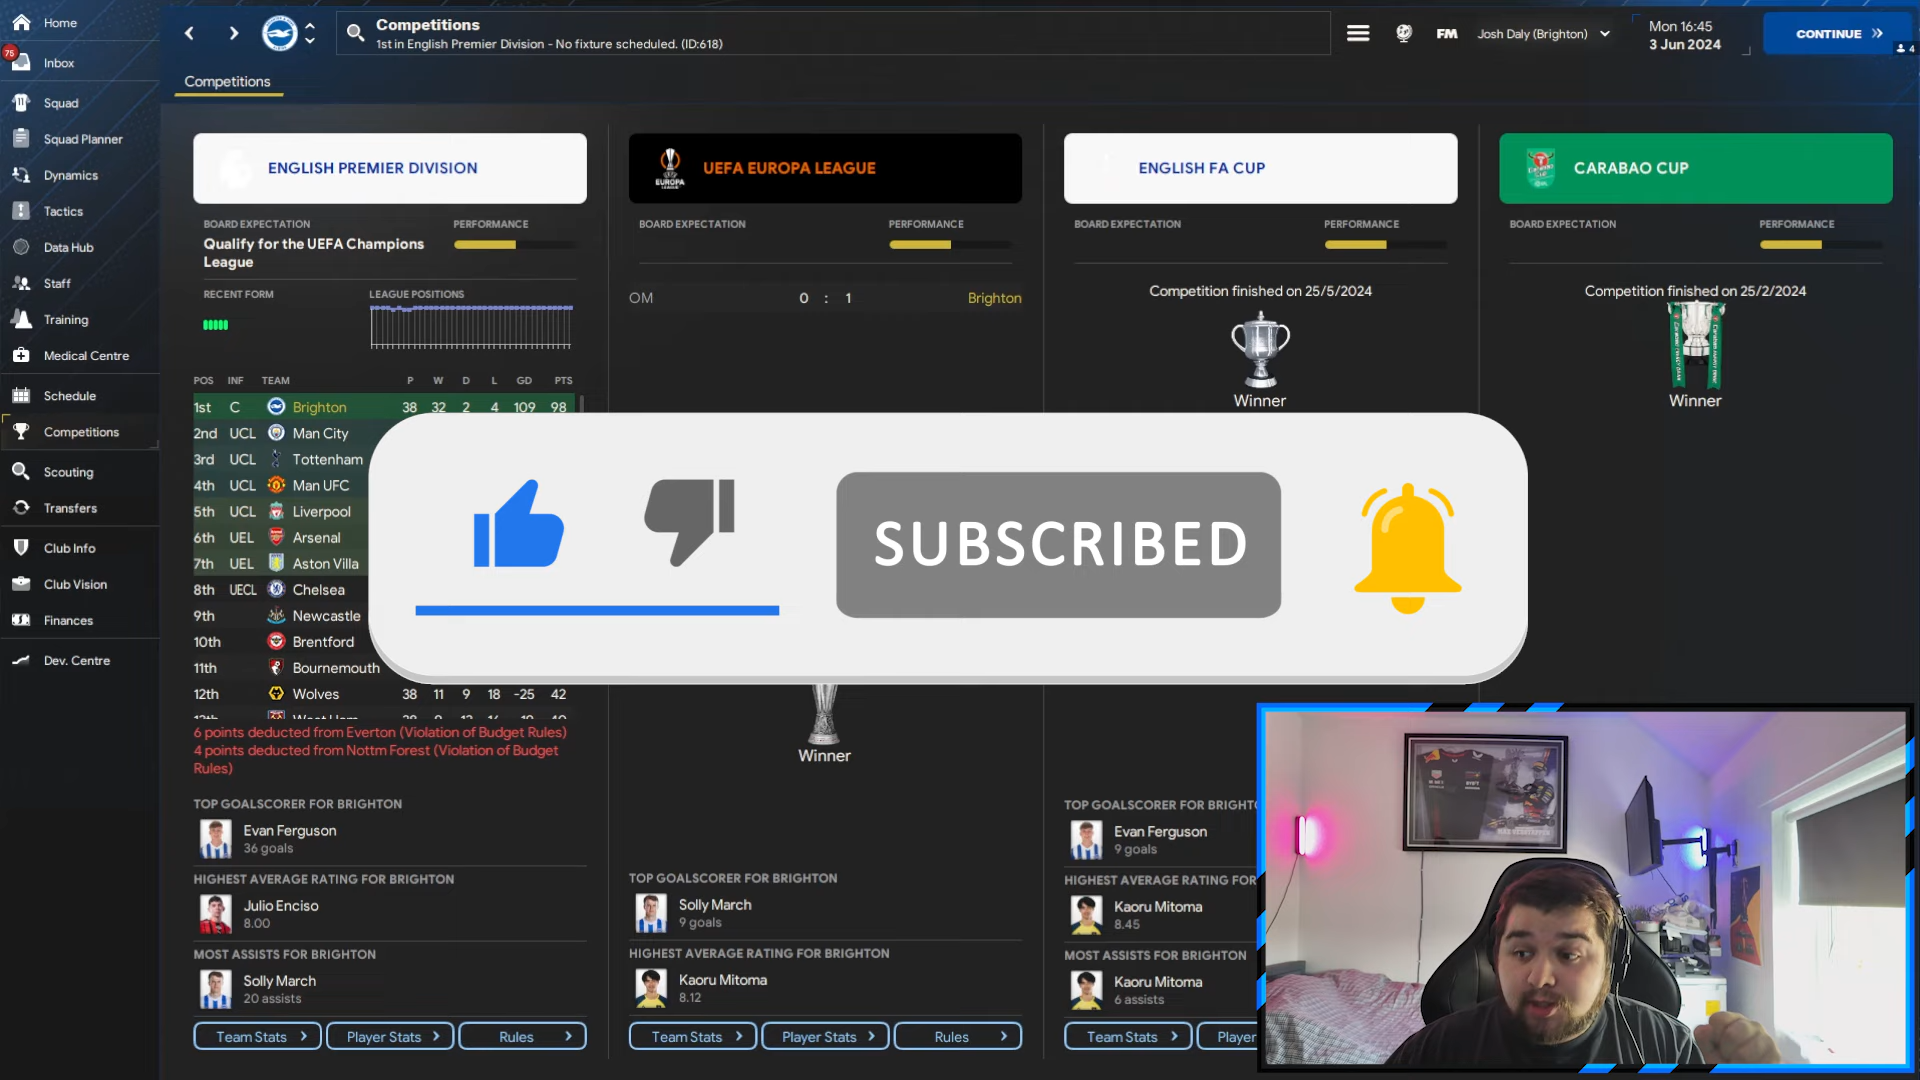 Home
75
Inbox
Squad
Squad Planner
Dynamics
Tactics
Data Hub
Staff
Training
Medical Centre
Schedule
Competitions
Scouting
Transfers
Club Info
Club Vision
Finances
Dev. Centre
Competitions
1st in English Premier Division - No fixture scheduled. (ID:618)
FM
Josh Daly (Brighton)
Mon 16:45
3 Jun 2024
CONTINUE
4
Competitions
ENGLISH PREMIER DIVISION
BOARD EXPECTATION PERFORMANCE
Qualify for the UEFA Champions
League
RECENT FORM LEAGUE POSITIONS
POS INF TEAM P W D L GD PTS
1st C Brighton 38 32 2 4 109 98
2nd UCL Man City
3rd UCL Tottenham
4th UCL Man UFC
5th UCL Liverpool
6th UEL Arsenal
7th UEL Aston Villa
8th UECL Chelsea
9th Newcastle
10th Brentford
11th Bournemouth
12th Wolves 38 11 9 18 -25 42
6 points deducted from Everton (Violation of Budget Rules)
4 points deducted from Nottm Forest (Violation of Budget
Rules)
TOP GOALSCORER FOR BRIGHTON
Evan Ferguson
36 goals
HIGHEST AVERAGE RATING FOR BRIGHTON
Julio Enciso
8.00
MOST ASSISTS FOR BRIGHTON
Solly March
20 assists
Team Stats Player Stats Rules
EUROPA
UEFA EUROPA LEAGUE
BOARD EXPECTATION PERFORMANCE
OM 0 : 1 Brighton
Winner
TOP GOALSCORER FOR BRIGHTON
Solly March
9 goals
HIGHEST AVERAGE RATING FOR BRIGHTON
Kaoru Mitoma
8.12
Team Stats Player Stats Rules
ENGLISH FA CUP
BOARD EXPECTATION PERFORMANCE
Competition finished on 25/5/2024
Winner
TOP GOALSCORER FOR BRIGHTO
Evan Ferguson
9 goals
HIGHEST AVERAGE RATING FOR
Kaoru Mitoma
8.45
MOST ASSISTS FOR BRIGHTON
Kaoru Mitoma
6 assists
Team Stats Player
CARABAO CUP
BOARD EXPECTATION PERFORMANCE
Competition finished on 25/2/2024
Winner
SUBSCRIBED